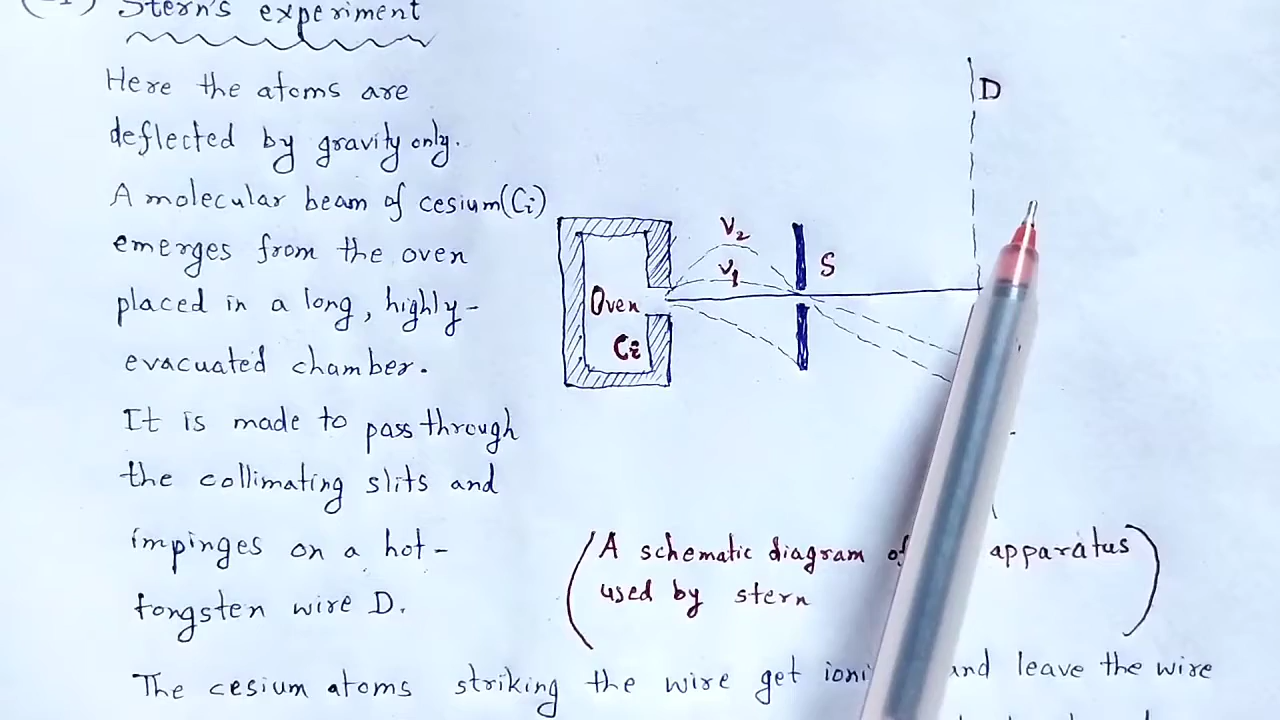 Stern's experiment
Here the atoms are
deflected by gravity only.
A molecular beam of cesium(Ci)
emerges from the oven
placed in a long, highly-
evacuated chamber.
It is made to pass through
the collimating slits and
impinges on a hot-
tongsten wire D.
D
V2
V1
S
Oven
Ci
(A schematic diagram of apparatus
used by stern)
The cesium atoms striking the wire get ioni and leave the wire